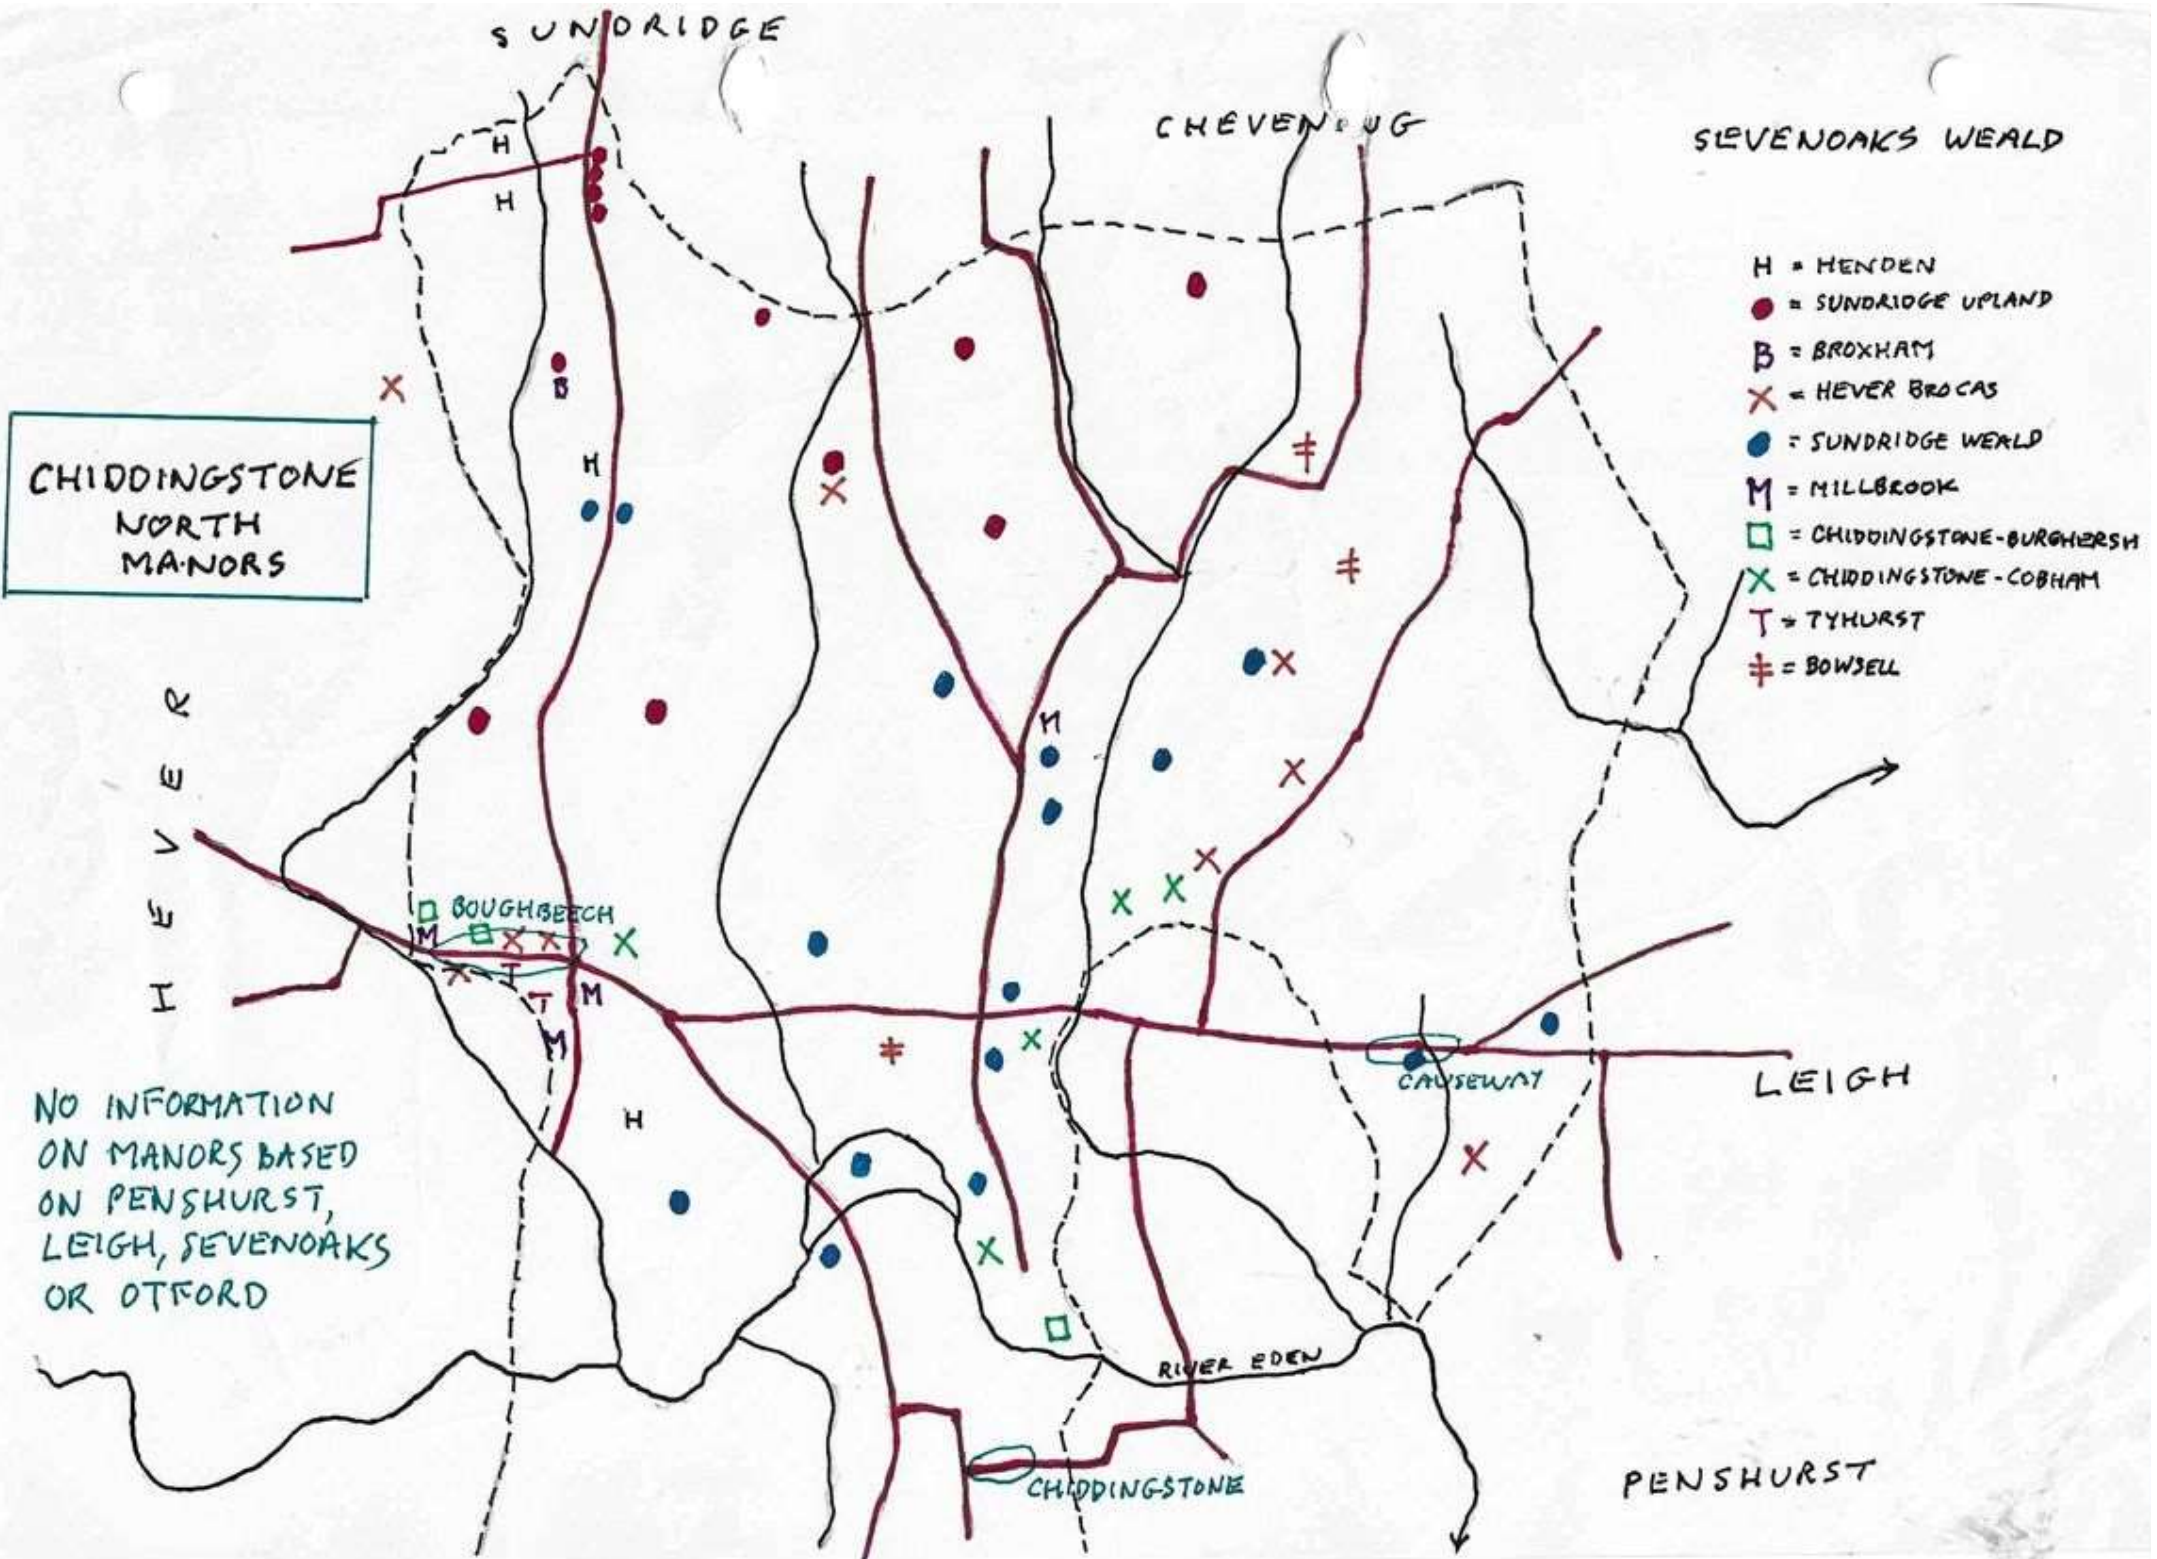 SUNDRIDGE
CHEVENING
SEVENOAKS WEALD
H
H
H = HENDEN
= SUNDRIDGE UPLAND
B = BROXHAM
X = HEVER BROCAS
= SUNDRIDGE WEALD
M = MILLBROOK
= CHIDDINGSTONE-BURGHERSH
X = CHIDDINGSTONE-COBHAM
T = TYHURST
‡ = BOWSELL
X
B
CHIDDINGSTONE
NORTH
MANORS
H
‡
X
‡
X
HEVER
M
X
X
X
X
BOUGHBEECH
M
X
X
X
X
T
T
M
M
‡
X
CAUSEWAY
LEIGH
H
X
NO INFORMATION
ON MANORS BASED
ON PENSHURST,
LEIGH, SEVENOAKS
OR OTFORD
X
RIVER EDEN
CHIDDINGSTONE
PENSHURST